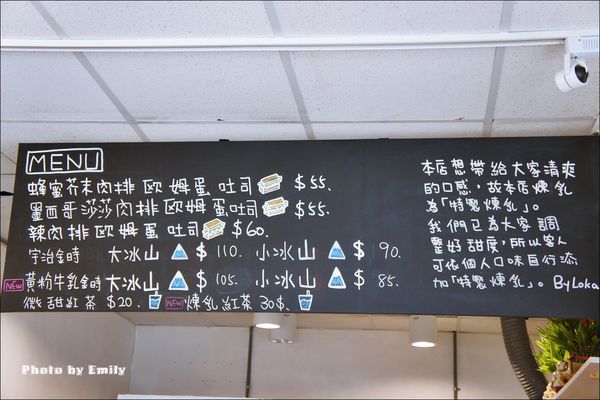 MENU
蜂蜜芥末肉排歐姆蛋吐司 $55.
墨西哥莎莎肉排歐姆蛋吐司 $55.
辣肉排歐姆蛋吐司 $60.
宇治金時 大冰山 $110. 小冰山 $90.
NEW 黃粉牛乳金時 大冰山 $105. 小冰山 $85.
微甜紅茶 $20. NEW 煉乳紅茶 30$.
本店想帶給大家清爽
的口感，故本店煉乳
為「特製煉乳」。
我們已為大家調
整好甜度，所以客人
可依個人口味自行添
加「特製煉乳」。By Loka
Photo by Emily